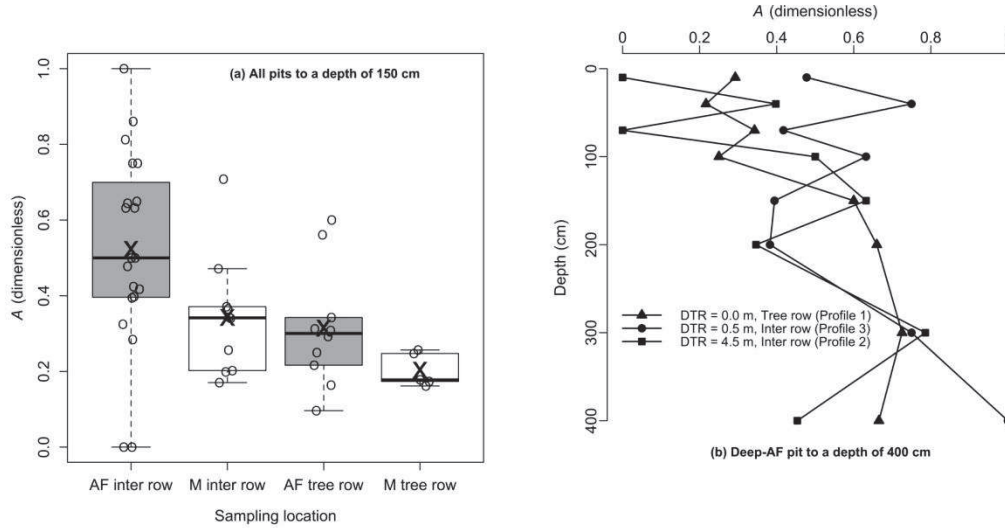 (a) All pits to a depth of 150 cm
A (dimensionless)
1.0
0.8
0.6
0.4
0.2
0.0
AF inter row M inter row AF tree row M tree row
Sampling location
A (dimensionless)
0 0.2 0.4 0.6 0.8
Depth (cm)
0
100
200
300
400
DTR = 0.0 m, Tree row (Profile 1)
DTR = 0.5 m, Inter row (Profile 3)
DTR = 4.5 m, Inter row (Profile 2)
(b) Deep-AF pit to a depth of 400 cm